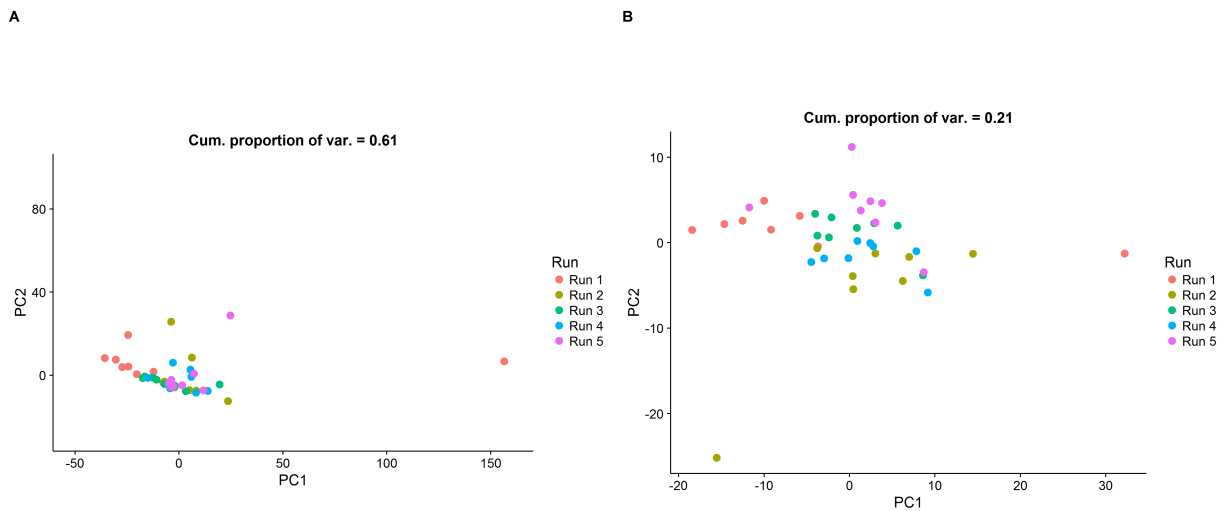 A
Cum. proportion of var. = 0.61
80
40
0
PC2
-50
0
50
100
150
PC1
Run
Run 1
Run 2
Run 3
Run 4
Run 5
B
Cum. proportion of var. = 0.21
10
0
-10
-20
PC2
-20
-10
0
10
20
30
PC1
Run
Run 1
Run 2
Run 3
Run 4
Run 5